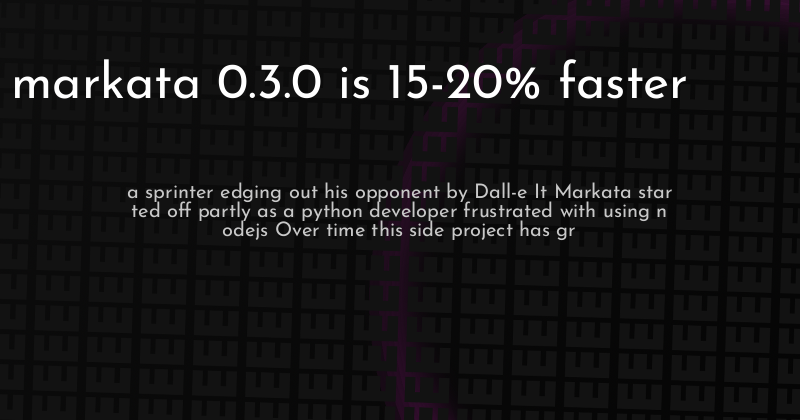 markata 0.3.0 is 15-20% faster
a sprinter edging out his opponent by Dall-e It Markata star
ted off partly as a python developer frustrated with using n
odejs Over time this side project has gr